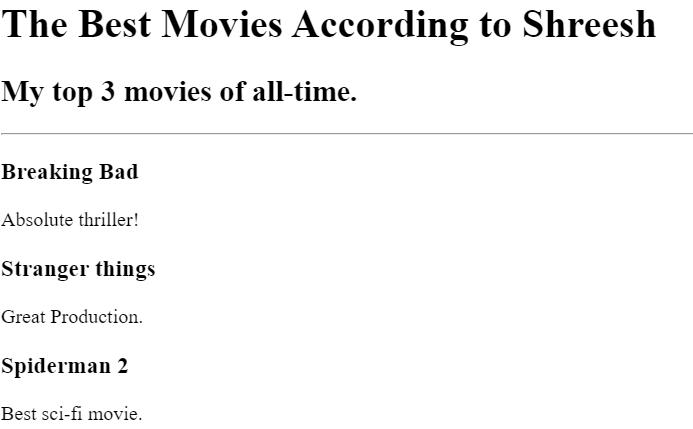 The Best Movies According to Shreesh
My top 3 movies of all-time.
Breaking Bad
Absolute thriller!
Stranger things
Great Production.
Spiderman 2
Best sci-fi movie.